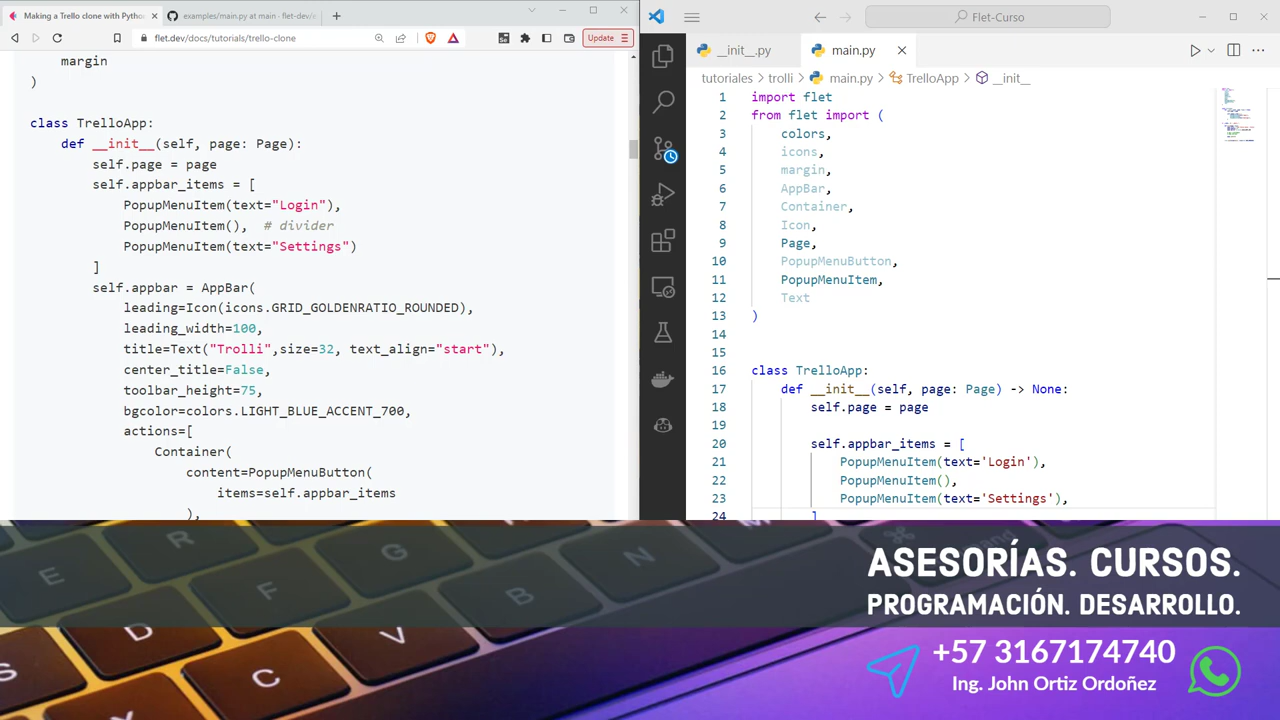 Making a Trello clone with Python
examples/main.py at main · flet-dev/e
flet.dev/docs/tutorials/trello-clone
Update
margin
)
class TrelloApp:
def __init__(self, page: Page):
self.page = page
self.appbar_items = [
PopupMenuItem(text="Login"),
PopupMenuItem(),  # divider
PopupMenuItem(text="Settings")
]
self.appbar = AppBar(
leading=Icon(icons.GRID_GOLDENRATIO_ROUNDED),
leading_width=100,
title=Text("Trolli",size=32, text_align="start"),
center_title=False,
toolbar_height=75,
bgcolor=colors.LIGHT_BLUE_ACCENT_700,
actions=[
Container(
content=PopupMenuButton(
items=self.appbar_items
),
Flet-Curso
__init__.py
main.py
tutoriales trolli main.py TrelloApp __init__
1 import flet
2 from flet import (
3 colors,
4 icons,
5 margin,
6 AppBar,
7 Container,
8 Icon,
9 Page,
10 PopupMenuButton,
11 PopupMenuItem,
12 Text
13 )
14
15
16 class TrelloApp:
17 def __init__(self, page: Page) -> None:
18 self.page = page
19
20 self.appbar_items = [
21 PopupMenuItem(text='Login'),
22 PopupMenuItem(),
23 PopupMenuItem(text='Settings'),
24 ]
ASESORÍAS. CURSOS.
PROGRAMACIÓN. DESARROLLO.
+57 3167174740
Ing. John Ortiz Ordoñez